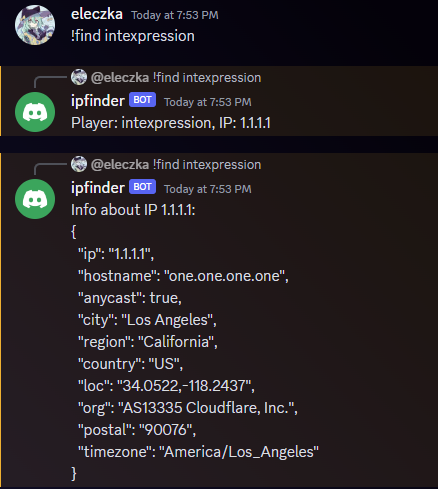 eleczka Today at 7:53 PM
!find intexpression
@eleczka !find intexpression
ipfinder BOT Today at 7:53 PM
Player: intexpression, IP: 1.1.1.1
@eleczka !find intexpression
ipfinder BOT Today at 7:53 PM
Info about IP 1.1.1.1:
{
"ip": "1.1.1.1",
"hostname": "one.one.one.one",
"anycast": true,
"city": "Los Angeles",
"region": "California",
"country": "US",
"loc": "34.0522,-118.2437",
"org": "AS13335 Cloudflare, Inc.",
"postal": "90076",
"timezone": "America/Los_Angeles"
}